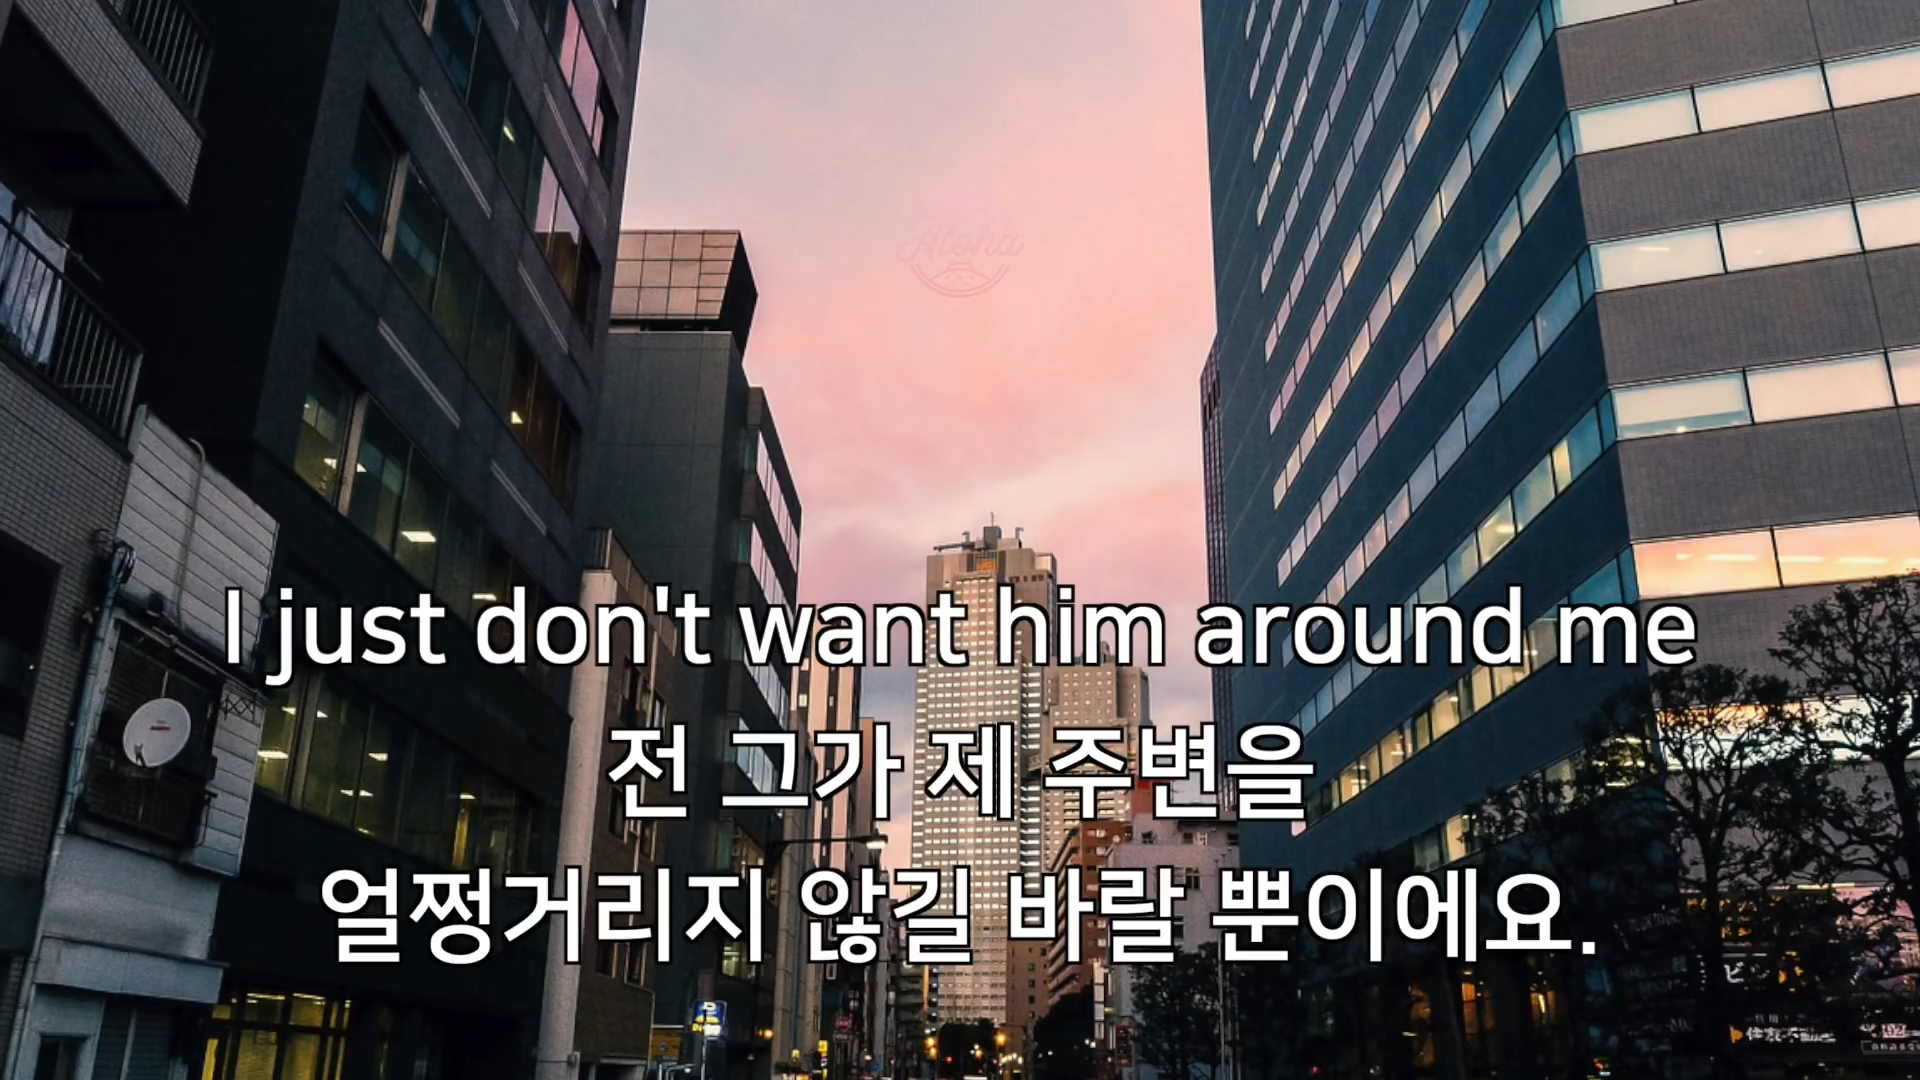 Aloha
I just don't want him around me
전 그가 제 주변을
얼쩡거리지 않길 바랄 뿐이에요.